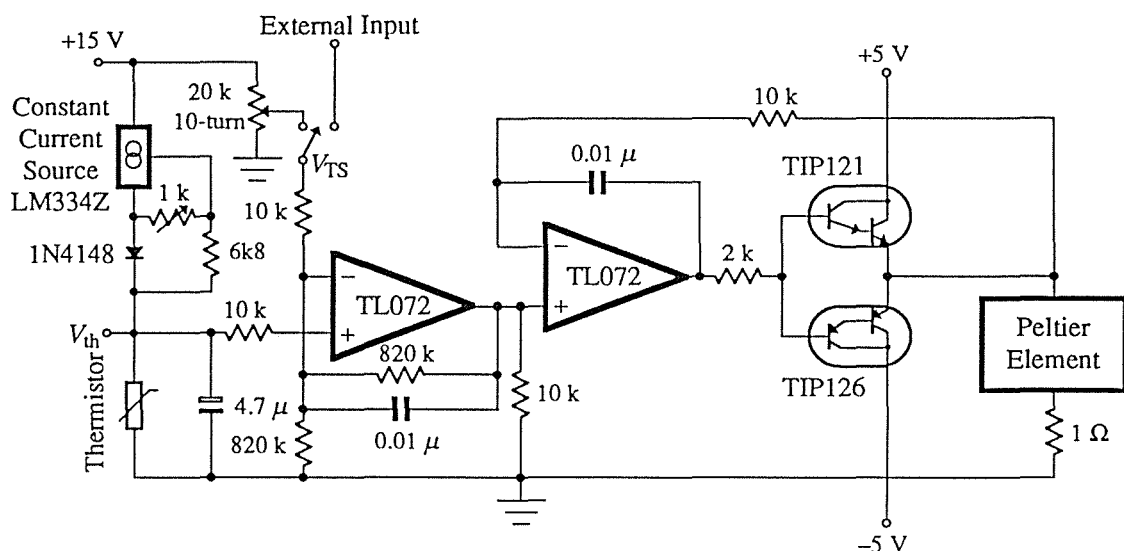 External Input
+15 V
+5 V
20 k
10-turn
10 k
Constant
Current
Source
LM334Z
0.01 μ
TIP121
V_TS
1 k
10 k
1N4148
6k8
TL072
TL072
2 k
V_th
10 k
820 k
10 k
Peltier
Element
TIP126
Thermistor
4.7 μ
820 k
0.01 μ
1 Ω
−5 V